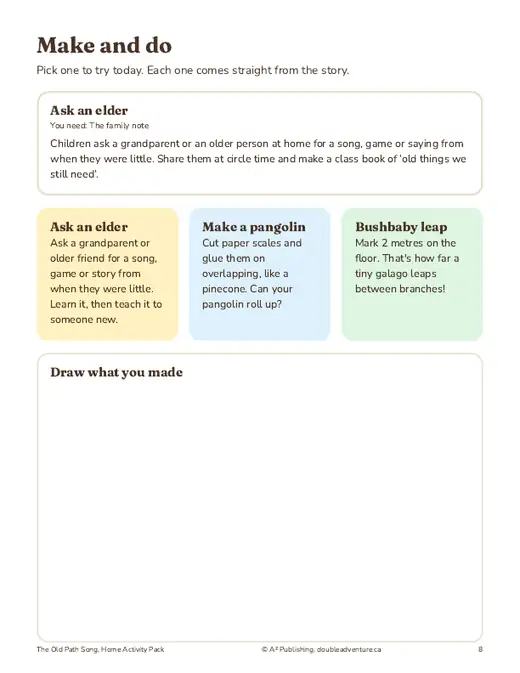 Make and do
Pick one to try today. Each one comes straight from the story.
Ask an elder
You need: The family note
Children ask a grandparent or an older person at home for a song, game or saying from
when they were little. Share them at circle time and make a class book of 'old things we
still need'.
Ask an elder
Ask a grandparent or
older friend for a song,
game or story from
when they were little.
Learn it, then teach it to
someone new.
Make a pangolin
Cut paper scales and
glue them on
overlapping, like a
pinecone. Can your
pangolin roll up?
Bushbaby leap
Mark 2 metres on the
floor. That's how far a
tiny galago leaps
between branches!
Draw what you made
The Old Path Song, Home Activity Pack
© A² Publishing, doubleadventure.ca
8